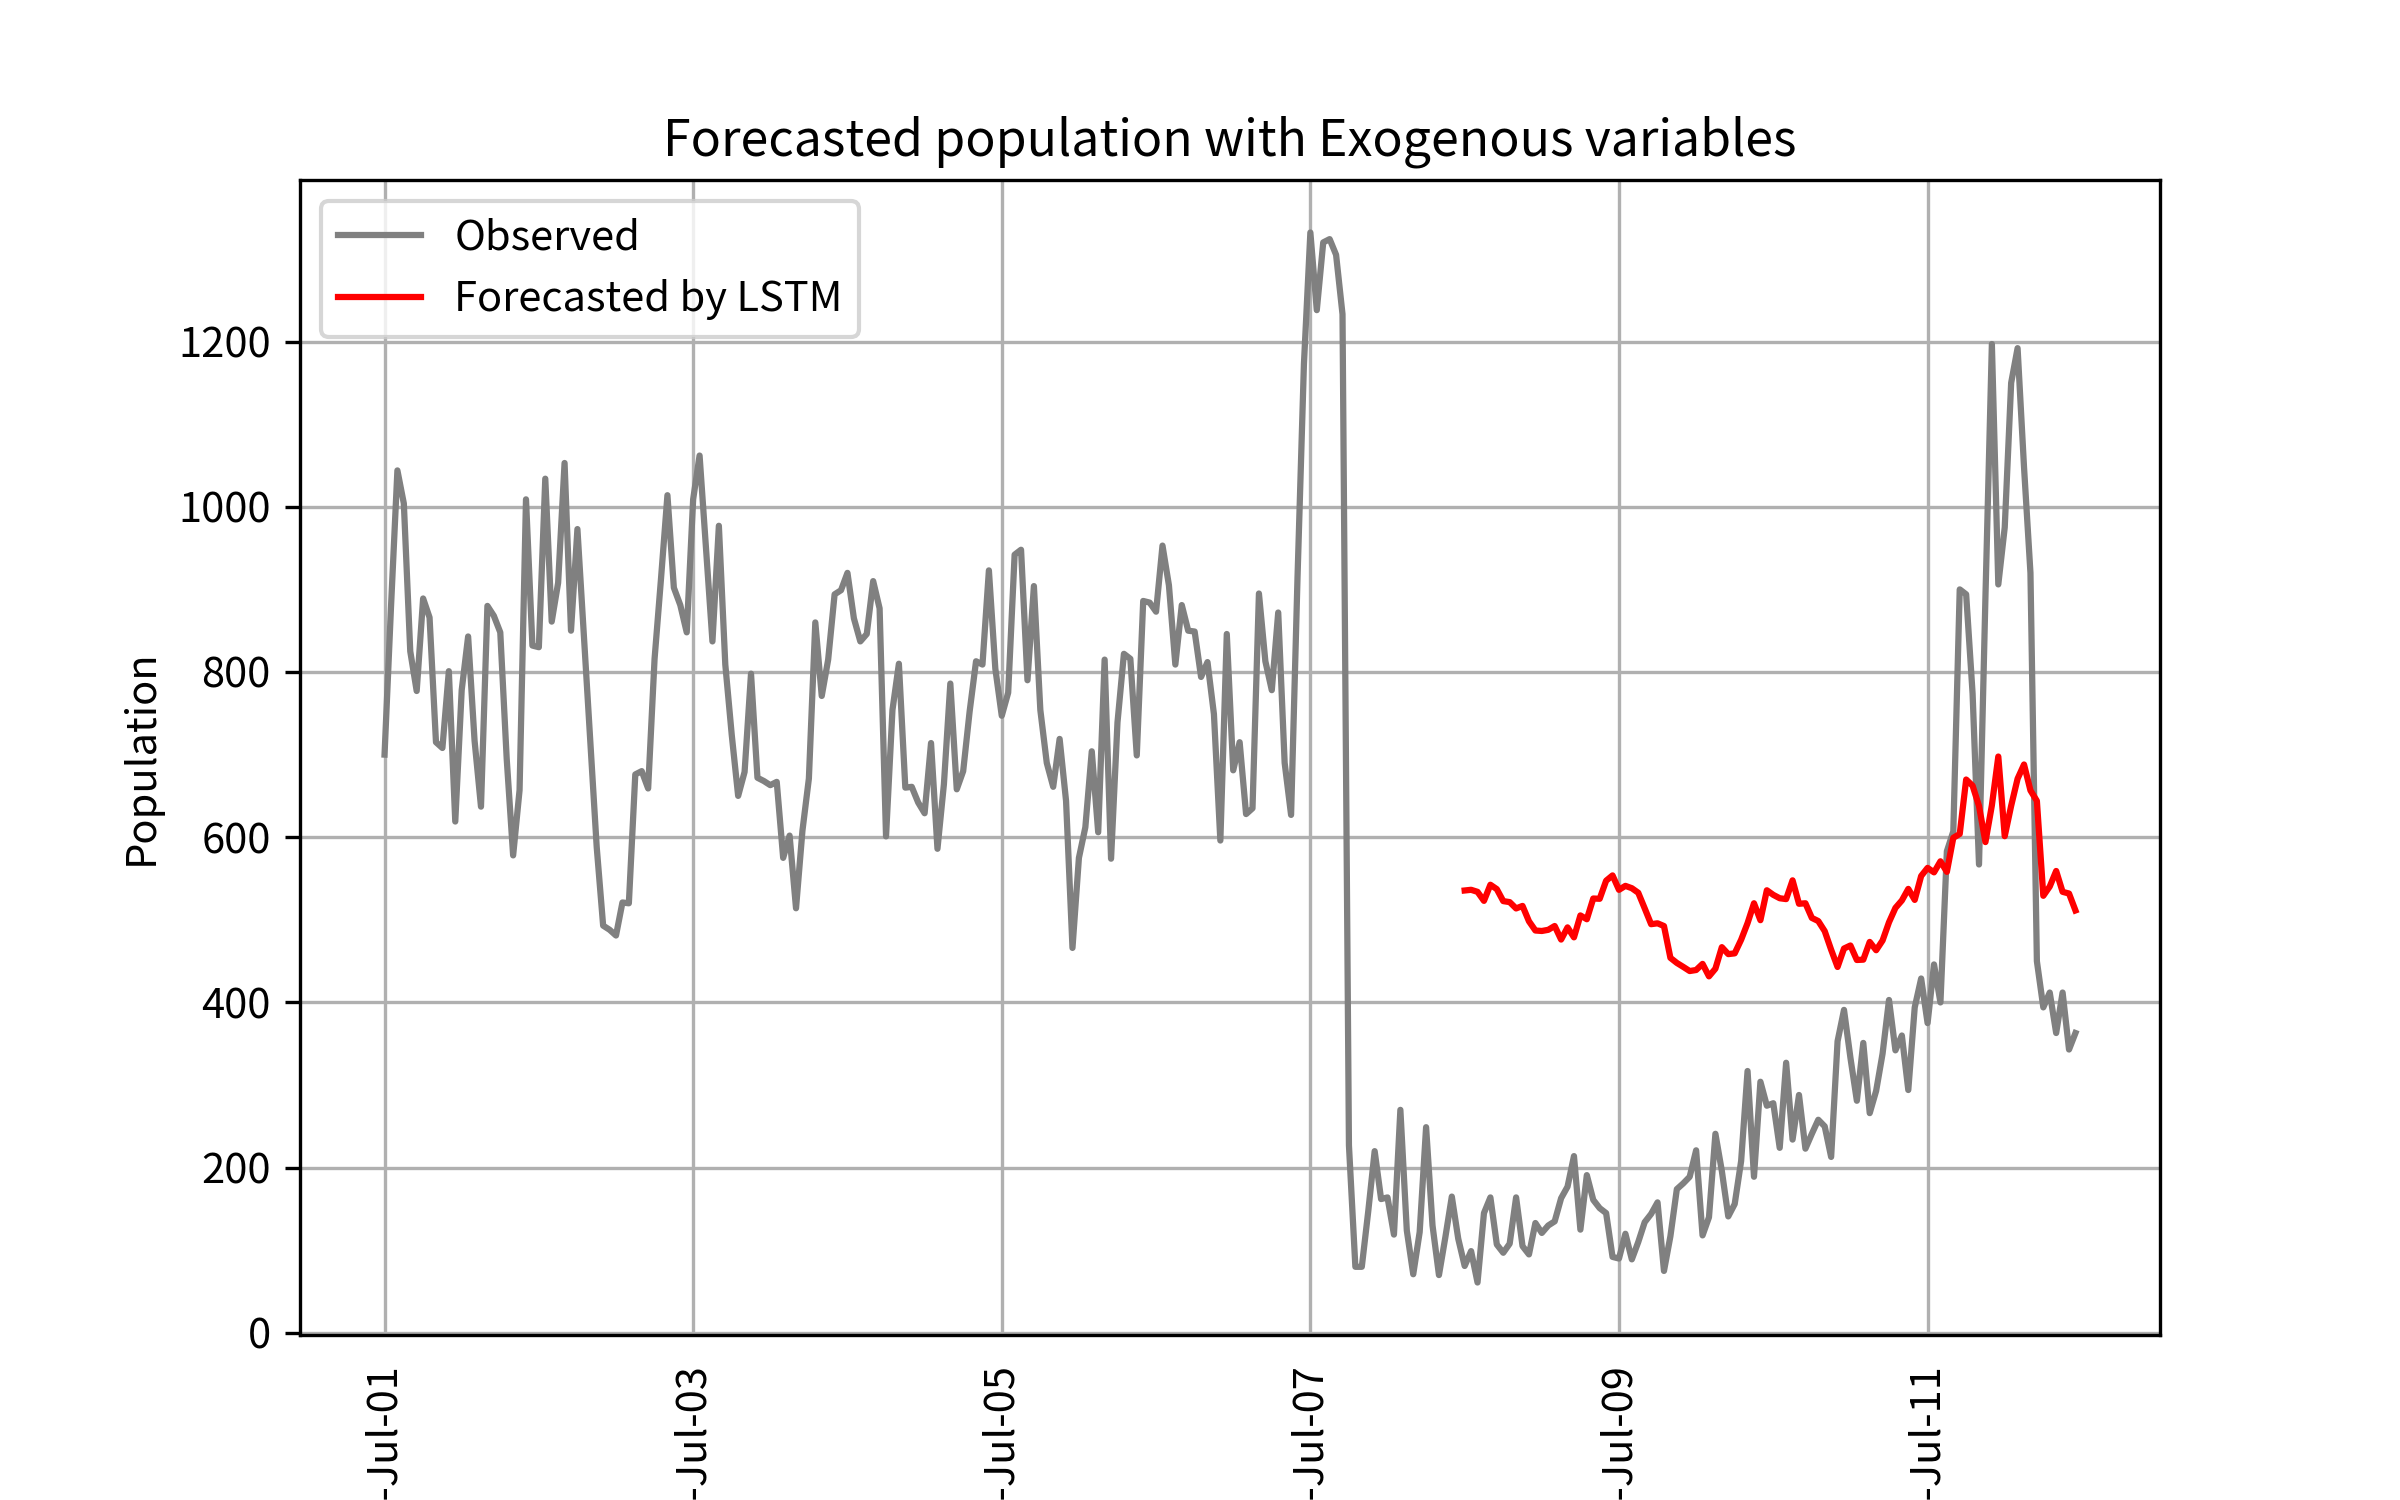 Forecasted population with Exogenous variables
Observed
Forecasted by LSTM
1200
1000
800
600
400
200
0
Population
-Jul-01
-Jul-03
-Jul-05
-Jul-07
-Jul-09
-Jul-11